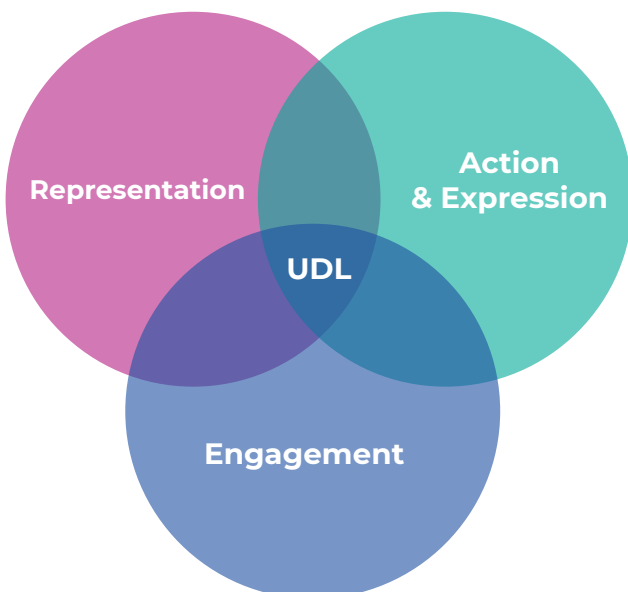 Representation
Action
& Expression
UDL
Engagement